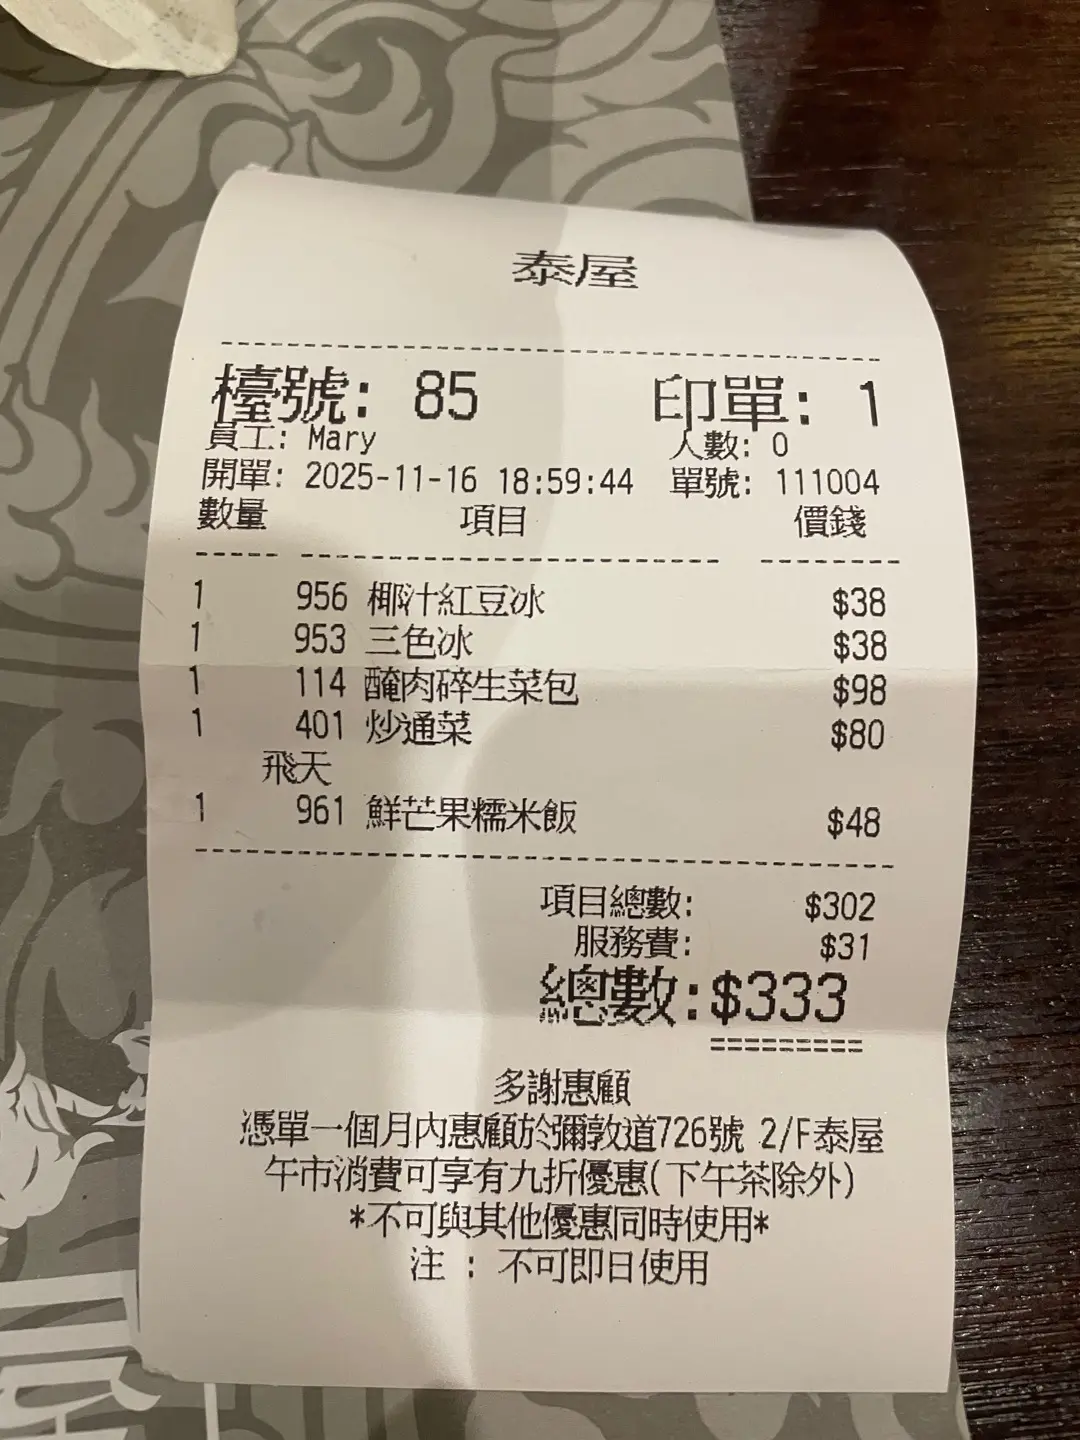 泰屋
檯號: 85 印單: 1
員工: Mary 人數: 0
開單: 2025-11-16 18:59:44 單號: 111004
數量 項目 價錢
1 956 椰汁紅豆冰 $38
1 953 三色冰 $38
1 114 醃肉碎生菜包 $98
1 401 炒通菜 $80
飛天
1 961 鮮芒果糯米飯 $48
項目總數: $302
服務費: $31
總數:$333
=========
多謝惠顧
憑單一個月內惠顧於彌敦道726號 2/F泰屋
午市消費可享有九折優惠(下午茶除外)
*不可與其他優惠同時使用*
注 : 不可即日使用